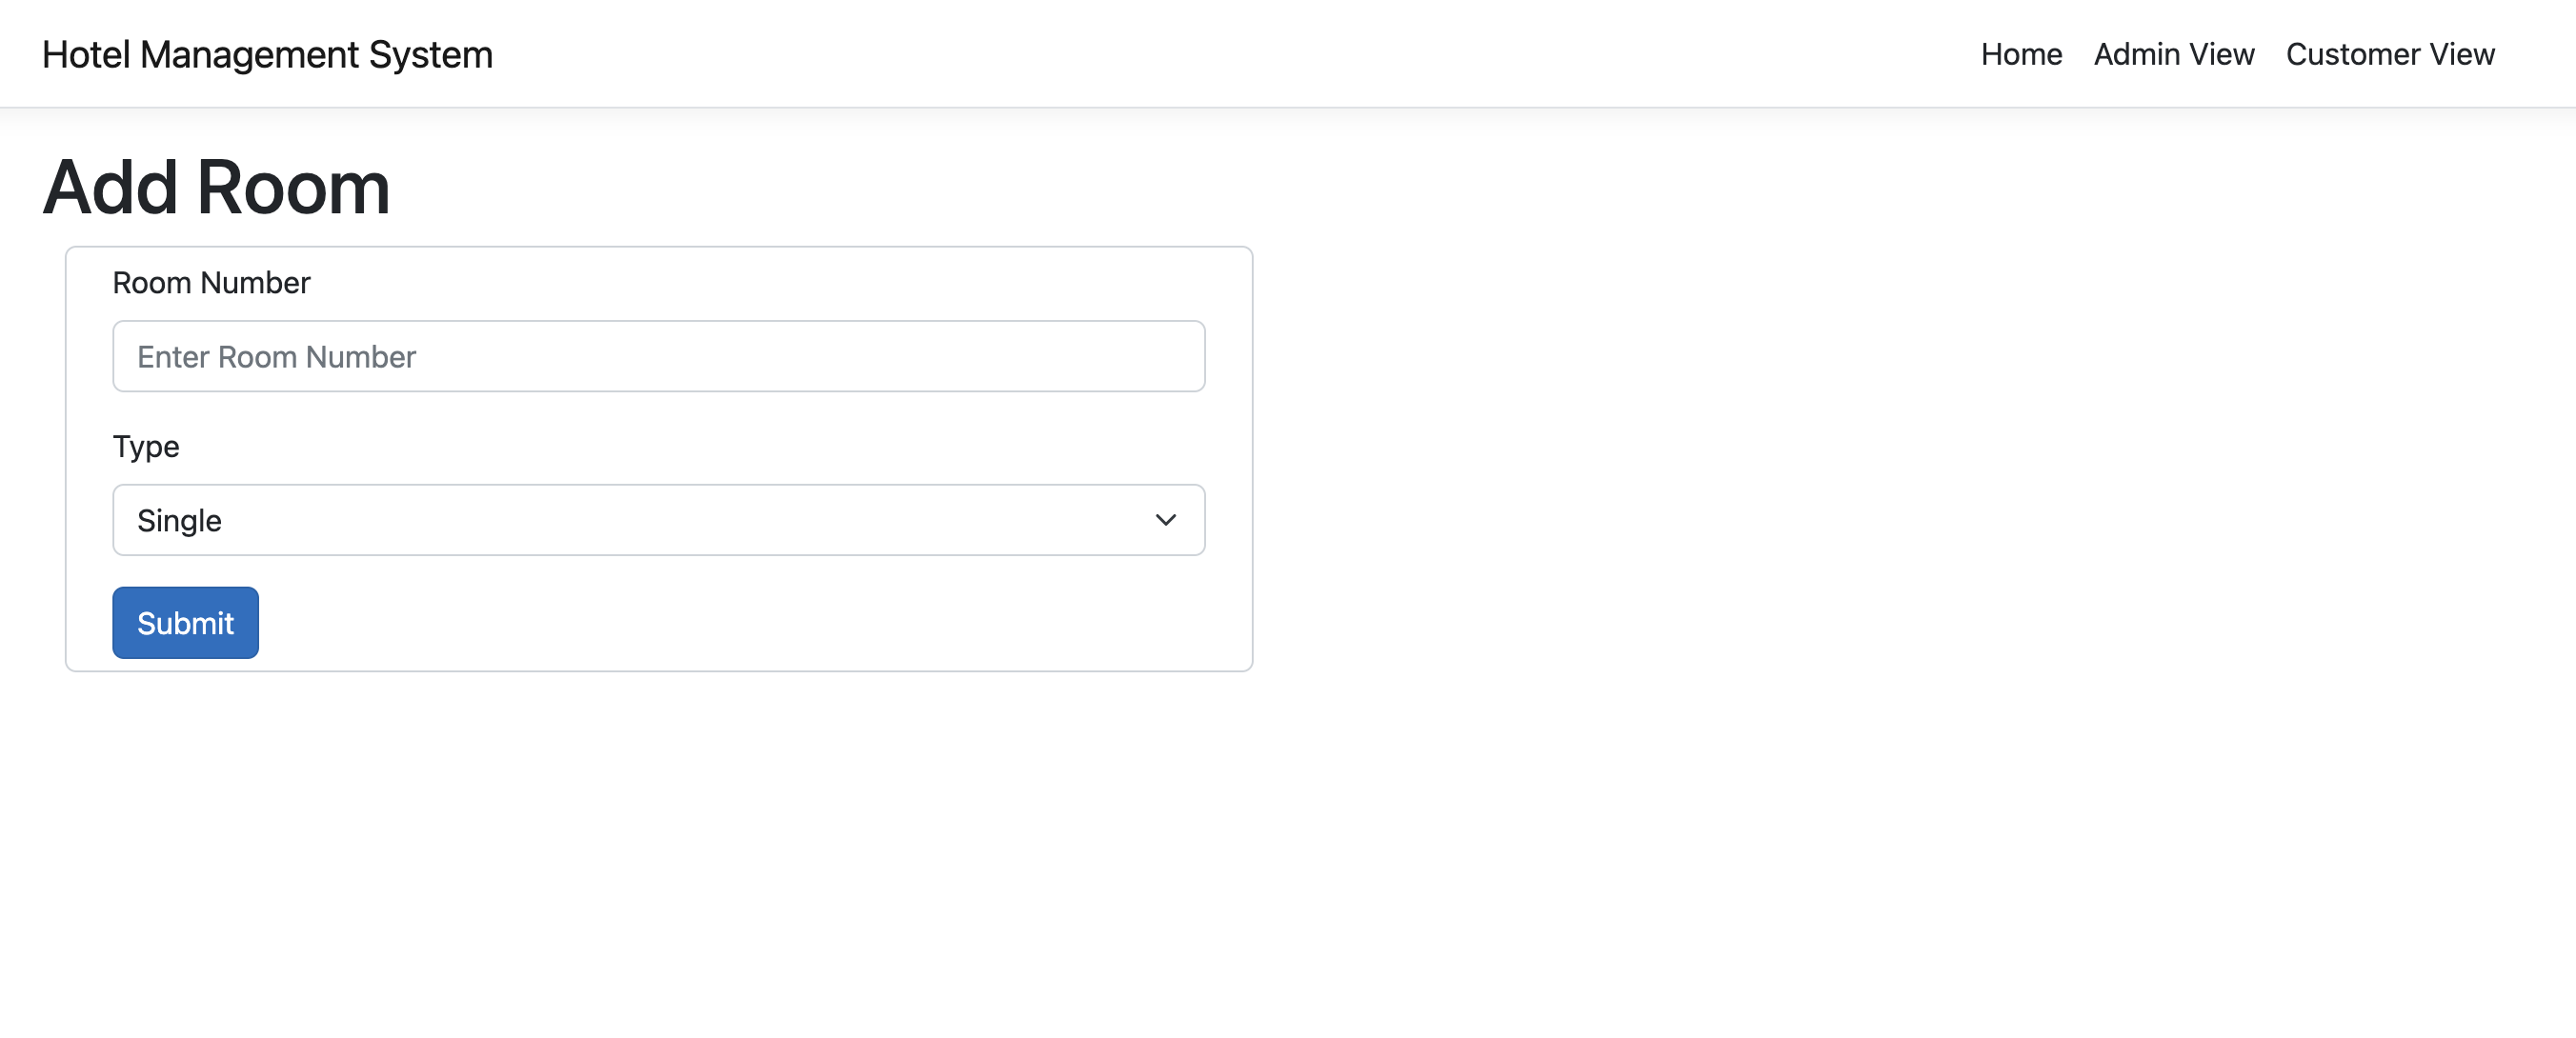 Hotel Management System
Home Admin View Customer View
Add Room
Room Number
Enter Room Number
Type
Single
Submit